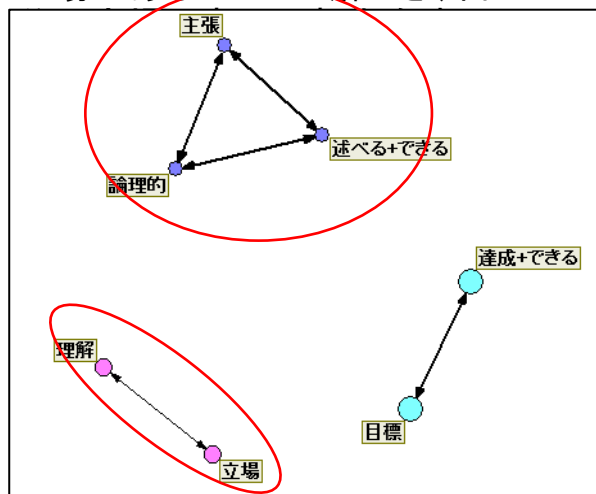 主張
述べる+できる
論理的
達成+できる
理解
目標
立場